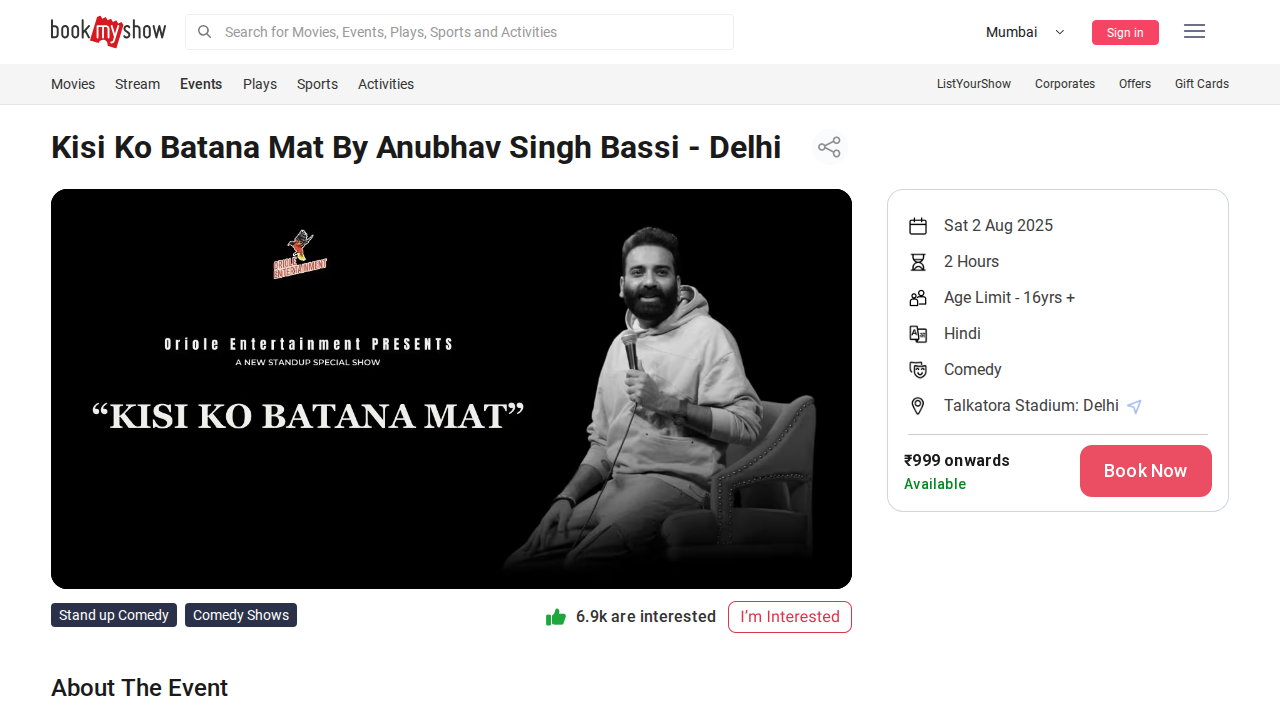 bookmyshow
Search for Movies, Events, Plays, Sports and Activities
Mumbai
Sign in
Movies
Stream
Events
Plays
Sports
Activities
ListYourShow
Corporates
Offers
Gift Cards
Kisi Ko Batana Mat By Anubhav Singh Bassi - Delhi
ORIOLE
ENTERTAINMENT
Oriole Entertainment PRESENTS
A NEW STANDUP SPECIAL SHOW
“KISI KO BATANA MAT”
Sat 2 Aug 2025
2 Hours
Age Limit - 16yrs +
Hindi
Comedy
Talkatora Stadium: Delhi
₹999 onwards
Available
Book Now
Stand up Comedy
Comedy Shows
6.9k are interested
I’m Interested
About The Event